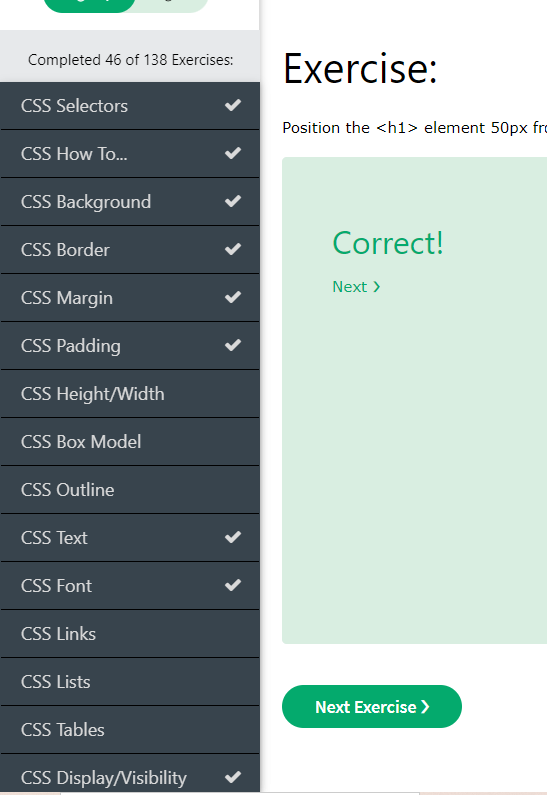 Completed 46 of 138 Exercises:
CSS Selectors
CSS How To...
CSS Background
CSS Border
CSS Margin
CSS Padding
CSS Height/Width
CSS Box Model
CSS Outline
CSS Text
CSS Font
CSS Links
CSS Lists
CSS Tables
CSS Display/Visibility
Exercise:
Position the <h1> element 50px
Correct!
Next ❯
Next Exercise ❯